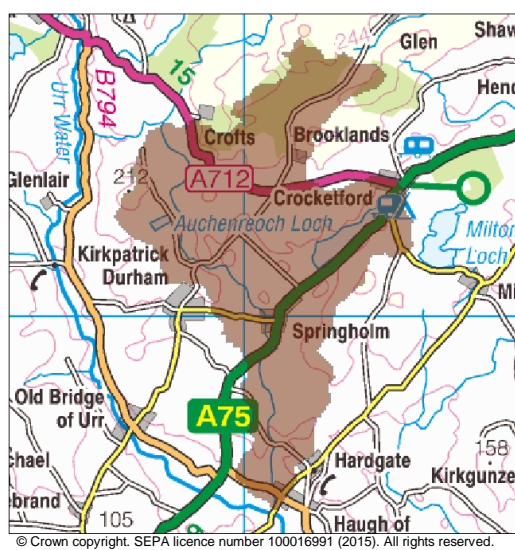 244
Glen
Shaw
15
B794
Urr Water
Hend
Crofts
Brooklands
Glenlair
212
A712
Crocketford
Auchenreoch Loch
Milton
Loch
Kirkpatrick
Durham
Mi
Springholm
Old Bridge
of Urr
A75
chael
Hardgate
158
Kirkgunze
ebrand
105
Haugh of
© Crown copyright. SEPA licence number 100016991 (2015). All rights reserved.